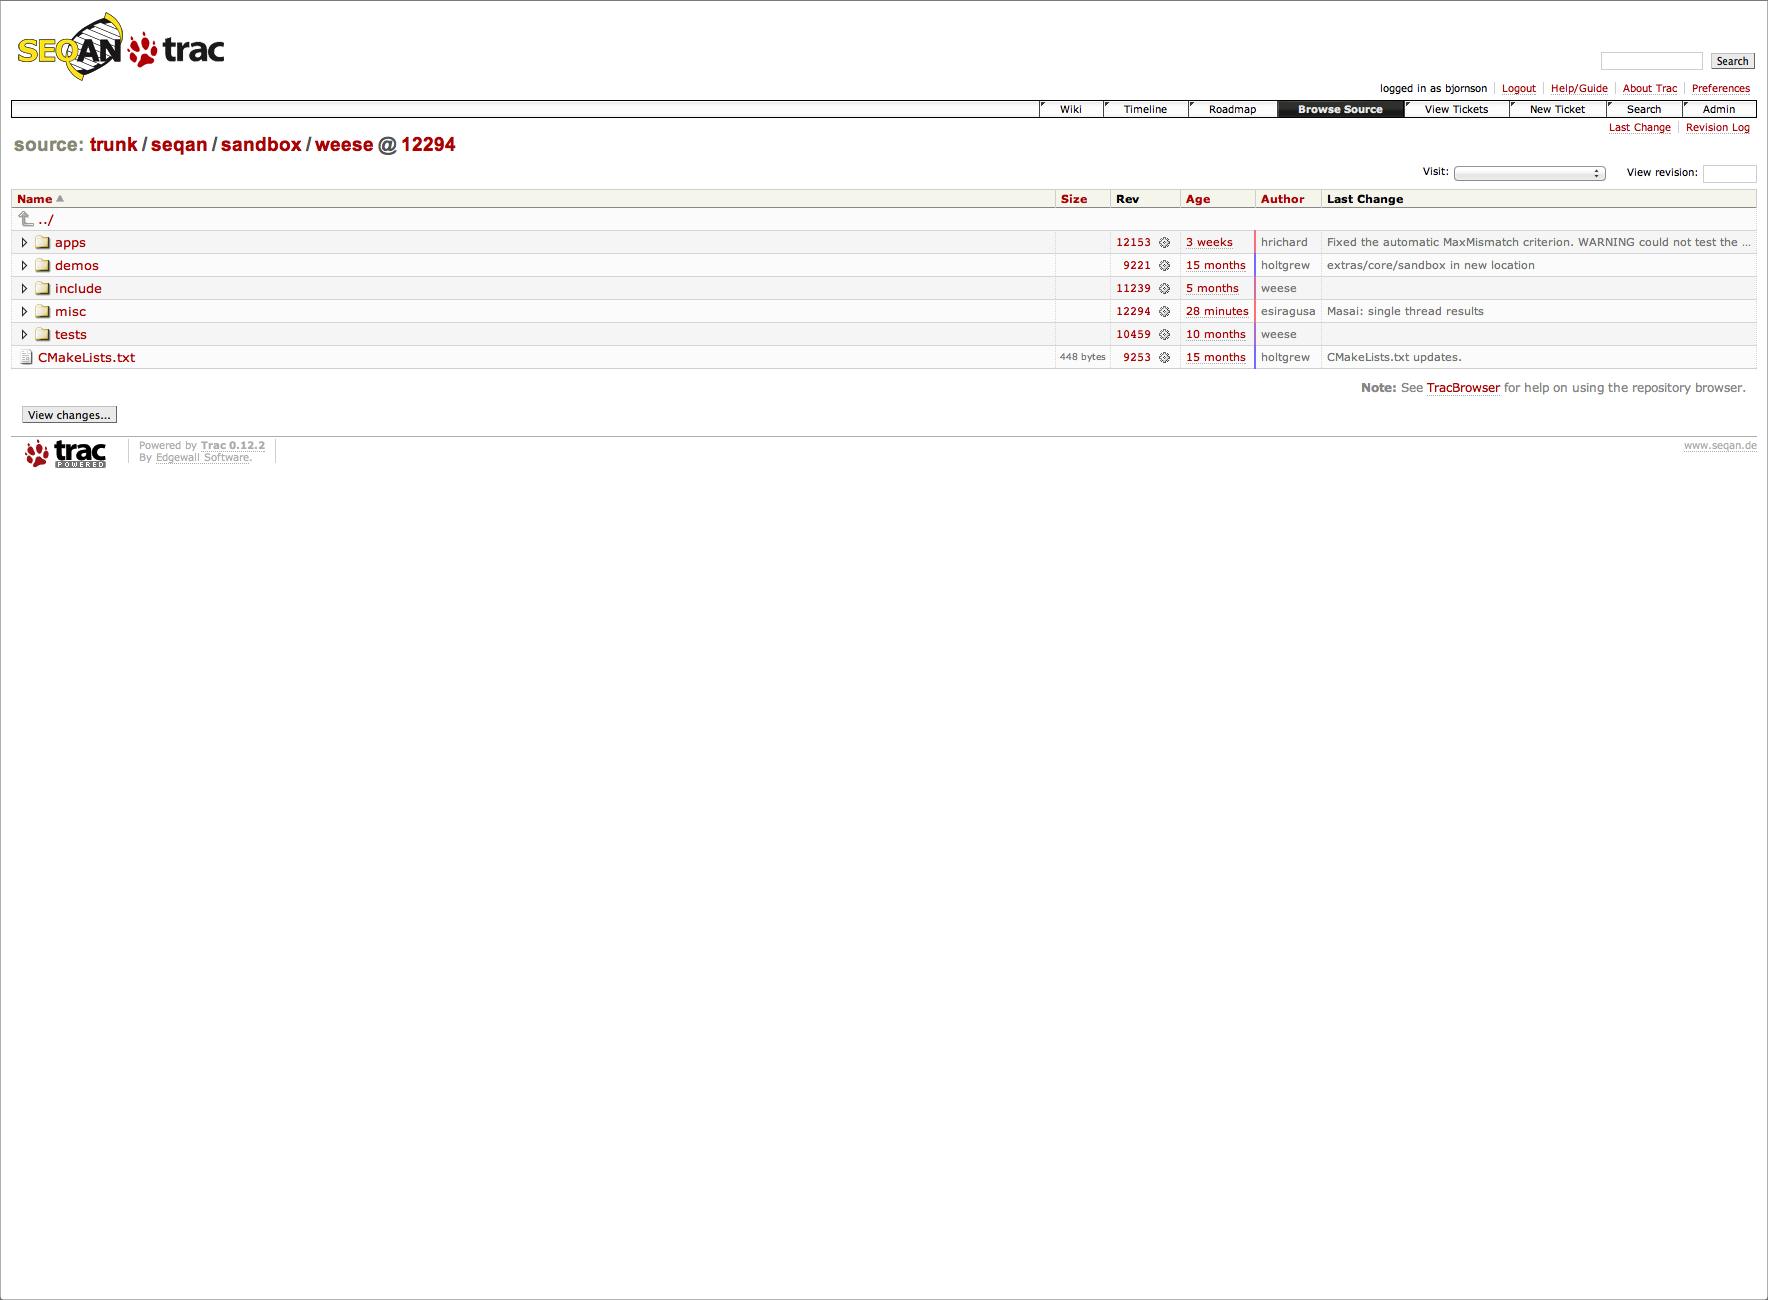 SEQAN trac
Search
logged in as bjornson Logout Help/Guide About Trac Preferences
Wiki Timeline Roadmap Browse Source View Tickets New Ticket Search Admin
Last Change Revision Log
source: trunk / seqan / sandbox / weese @ 12294
Visit: View revision:
Name Size Rev Age Author Last Change
../
apps 12153 3 weeks hrichard Fixed the automatic MaxMismatch criterion. WARNING could not test the ...
demos 9221 15 months holtgrew extras/core/sandbox in new location
include 11239 5 months weese
misc 12294 28 minutes esiragusa Masai: single thread results
tests 10459 10 months weese
CMakeLists.txt 448 bytes 9253 15 months holtgrew CMakeLists.txt updates.
Note: See TracBrowser for help on using the repository browser.
View changes...
trac POWERED
Powered by Trac 0.12.2
By Edgewall Software.
www.seqan.de